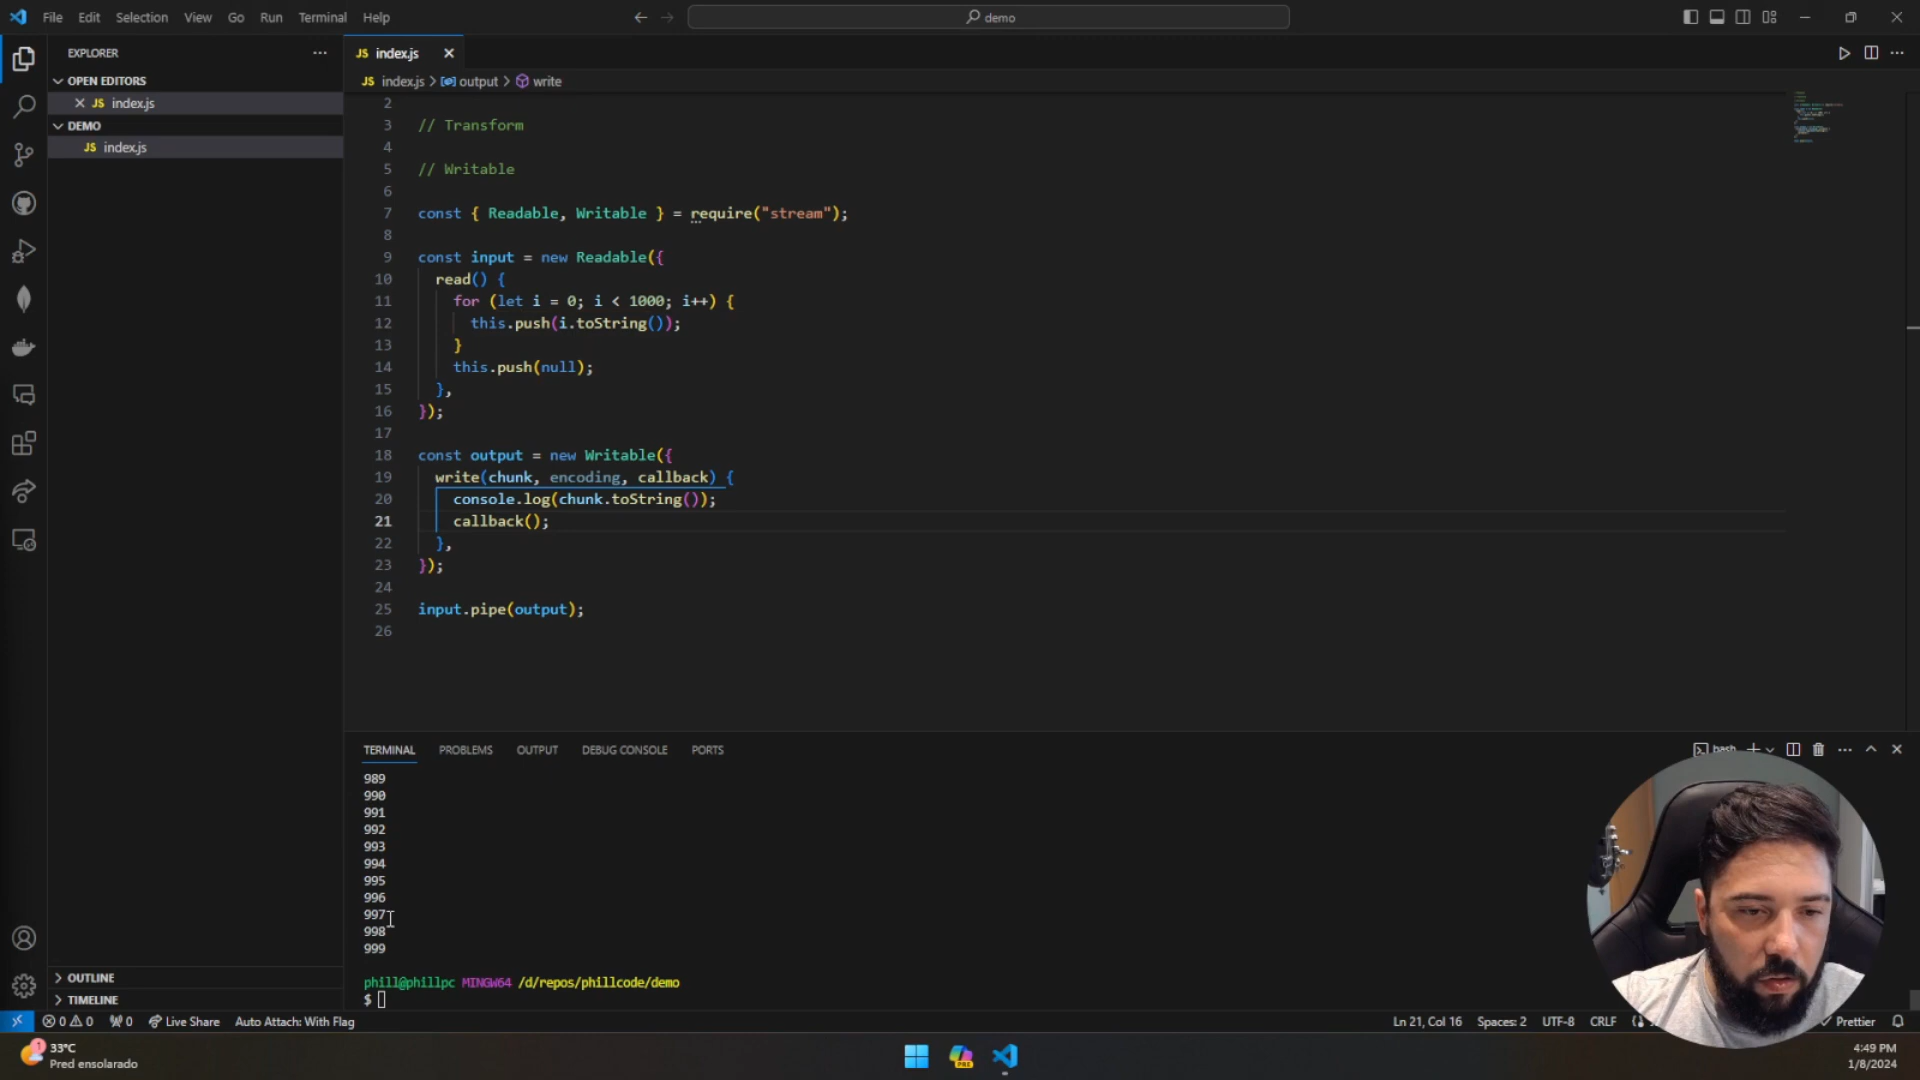 File Edit Selection View Go Run Terminal Help
demo
EXPLORER
OPEN EDITORS
JS index.js
DEMO
JS index.js
OUTLINE
TIMELINE
JS index.js
JS index.js > output > write
2
3 // Transform
4
5 // Writable
6
7 const { Readable, Writable } = require("stream");
8
9 const input = new Readable({
10 read() {
11 for (let i = 0; i < 1000; i++) {
12 this.push(i.toString());
13 }
14 this.push(null);
15 },
16 });
17
18 const output = new Writable({
19 write(chunk, encoding, callback) {
20 console.log(chunk.toString());
21 callback();
22 },
23 });
24
25 input.pipe(output);
26
TERMINAL PROBLEMS OUTPUT DEBUG CONSOLE PORTS
bash
989
990
991
992
993
994
995
996
997
998
999
phill@phillpc MINGW64 /d/repos/phillcode/demo
$
0 0 0 Live Share Auto Attach: With Flag
Ln 21, Col 16 Spaces: 2 UTF-8 CRLF Prettier
1 33°C
Pred ensolarado
PRE
4:49 PM
1/8/2024